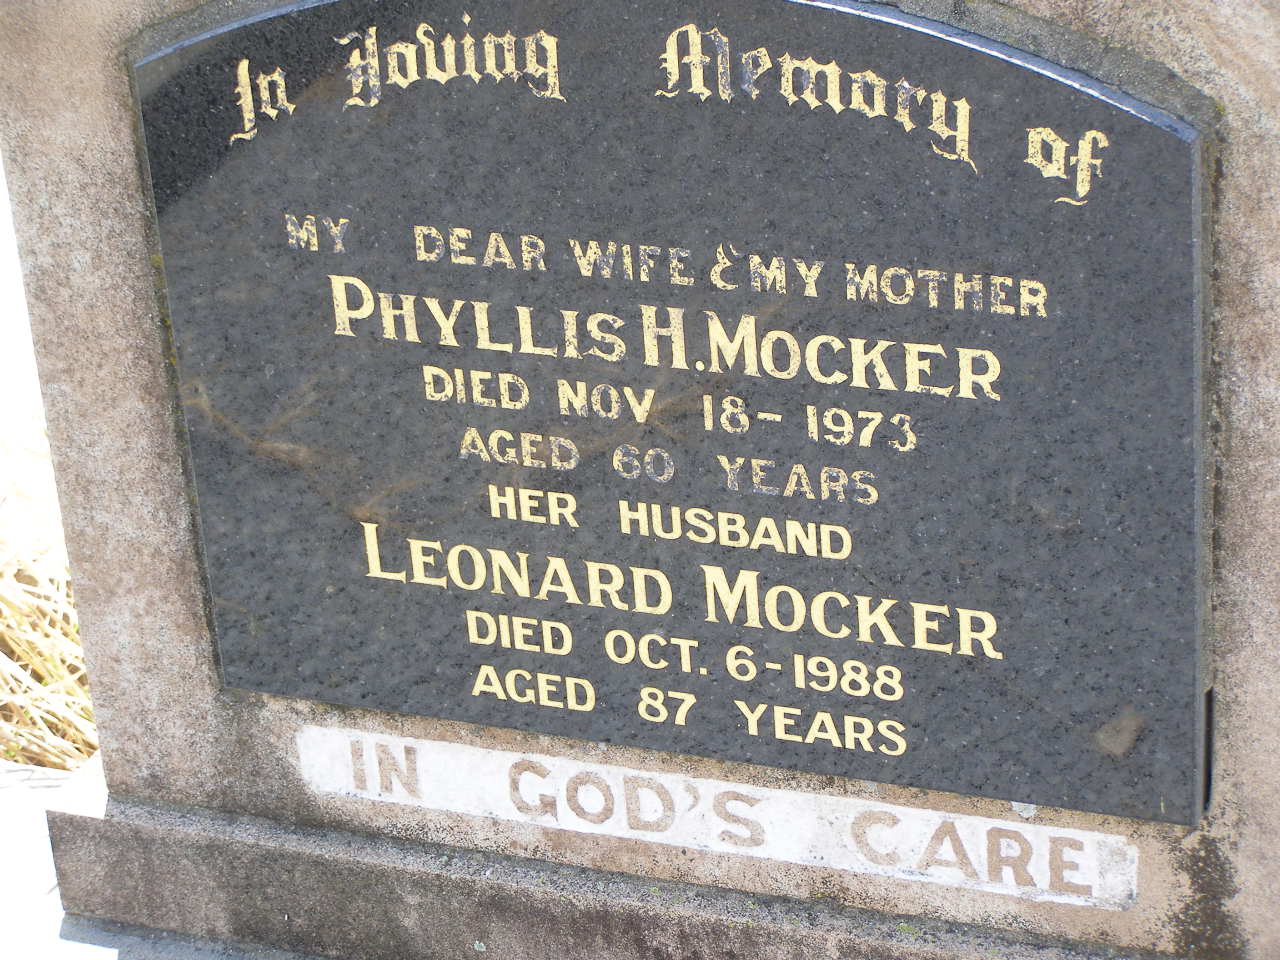 In Loving Memory of
MY DEAR WIFE & MY MOTHER
PHYLLIS H. MOCKER
DIED NOV 18-1973
AGED 60 YEARS
HER HUSBAND
LEONARD MOCKER
DIED OCT. 6-1988
AGED 87 YEARS
IN GOD'S CARE